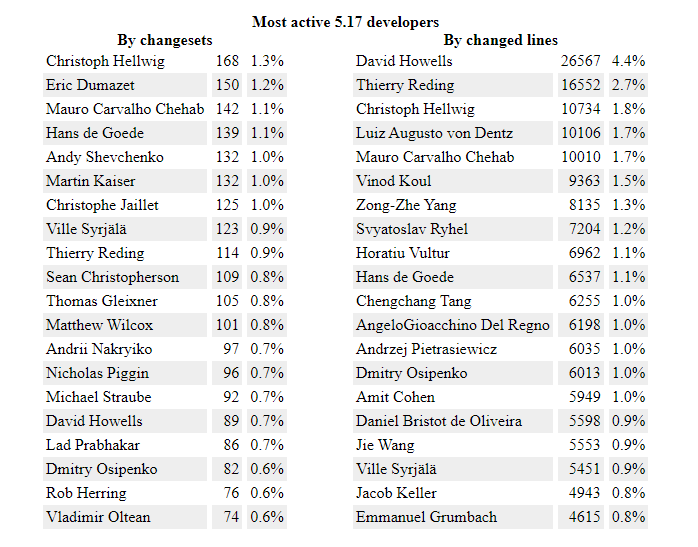 Most active 5.17 developers
By changesets
Christoph Hellwig 168 1.3%
Eric Dumazet 150 1.2%
Mauro Carvalho Chehab 142 1.1%
Hans de Goede 139 1.1%
Andy Shevchenko 132 1.0%
Martin Kaiser 132 1.0%
Christophe Jaillet 125 1.0%
Ville Syrjälä 123 0.9%
Thierry Reding 114 0.9%
Sean Christopherson 109 0.8%
Thomas Gleixner 105 0.8%
Matthew Wilcox 101 0.8%
Andrii Nakryiko 97 0.7%
Nicholas Piggin 96 0.7%
Michael Straube 92 0.7%
David Howells 89 0.7%
Lad Prabhakar 86 0.7%
Dmitry Osipenko 82 0.6%
Rob Herring 76 0.6%
Vladimir Oltean 74 0.6%
By changed lines
David Howells 26567 4.4%
Thierry Reding 16552 2.7%
Christoph Hellwig 10734 1.8%
Luiz Augusto von Dentz 10106 1.7%
Mauro Carvalho Chehab 10010 1.7%
Vinod Koul 9363 1.5%
Zong-Zhe Yang 8135 1.3%
Svyatoslav Ryhel 7204 1.2%
Horatiu Vultur 6962 1.1%
Hans de Goede 6537 1.1%
Chengchang Tang 6255 1.0%
AngeloGioacchino Del Regno 6198 1.0%
Andrzej Pietrasiewicz 6035 1.0%
Dmitry Osipenko 6013 1.0%
Amit Cohen 5949 1.0%
Daniel Bristot de Oliveira 5598 0.9%
Jie Wang 5553 0.9%
Ville Syrjälä 5451 0.9%
Jacob Keller 4943 0.8%
Emmanuel Grumbach 4615 0.8%